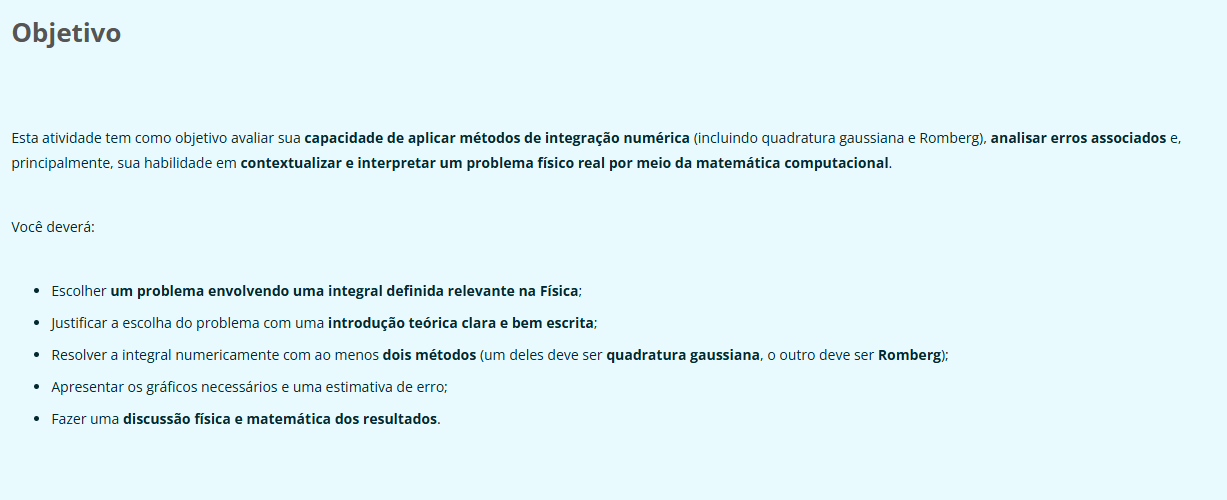 Objetivo
Esta atividade tem como objetivo avaliar sua capacidade de aplicar métodos de integração numérica (incluindo quadratura gaussiana e Romberg), analisar erros associados e,
principalmente, sua habilidade em contextualizar e interpretar um problema físico real por meio da matemática computacional.
Você deverá:
• Escolher um problema envolvendo uma integral definida relevante na Física;
• Justificar a escolha do problema com uma introdução teórica clara e bem escrita;
• Resolver a integral numericamente com ao menos dois métodos (um deles deve ser quadratura gaussiana, o outro deve ser Romberg);
• Apresentar os gráficos necessários e uma estimativa de erro;
• Fazer uma discussão física e matemática dos resultados.